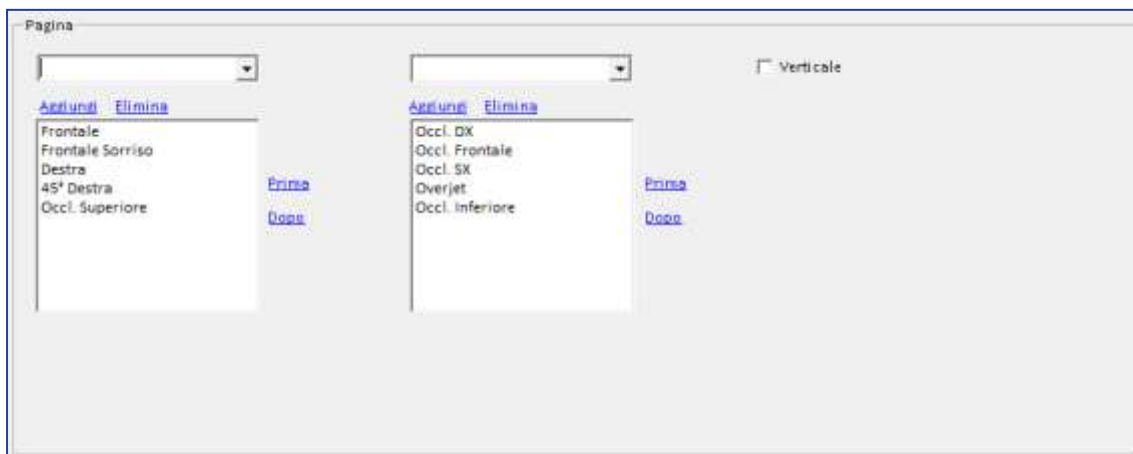 Pagina
Verticale
Aggiungi Elimina
Frontale
Frontale Sorriso
Destra
45° Destra
Occl. Superiore
Prima
Dopo
Aggiungi Elimina
Occl. DX
Occl. Frontale
Occl. SX
Overjet
Occl. Inferiore
Prima
Dopo